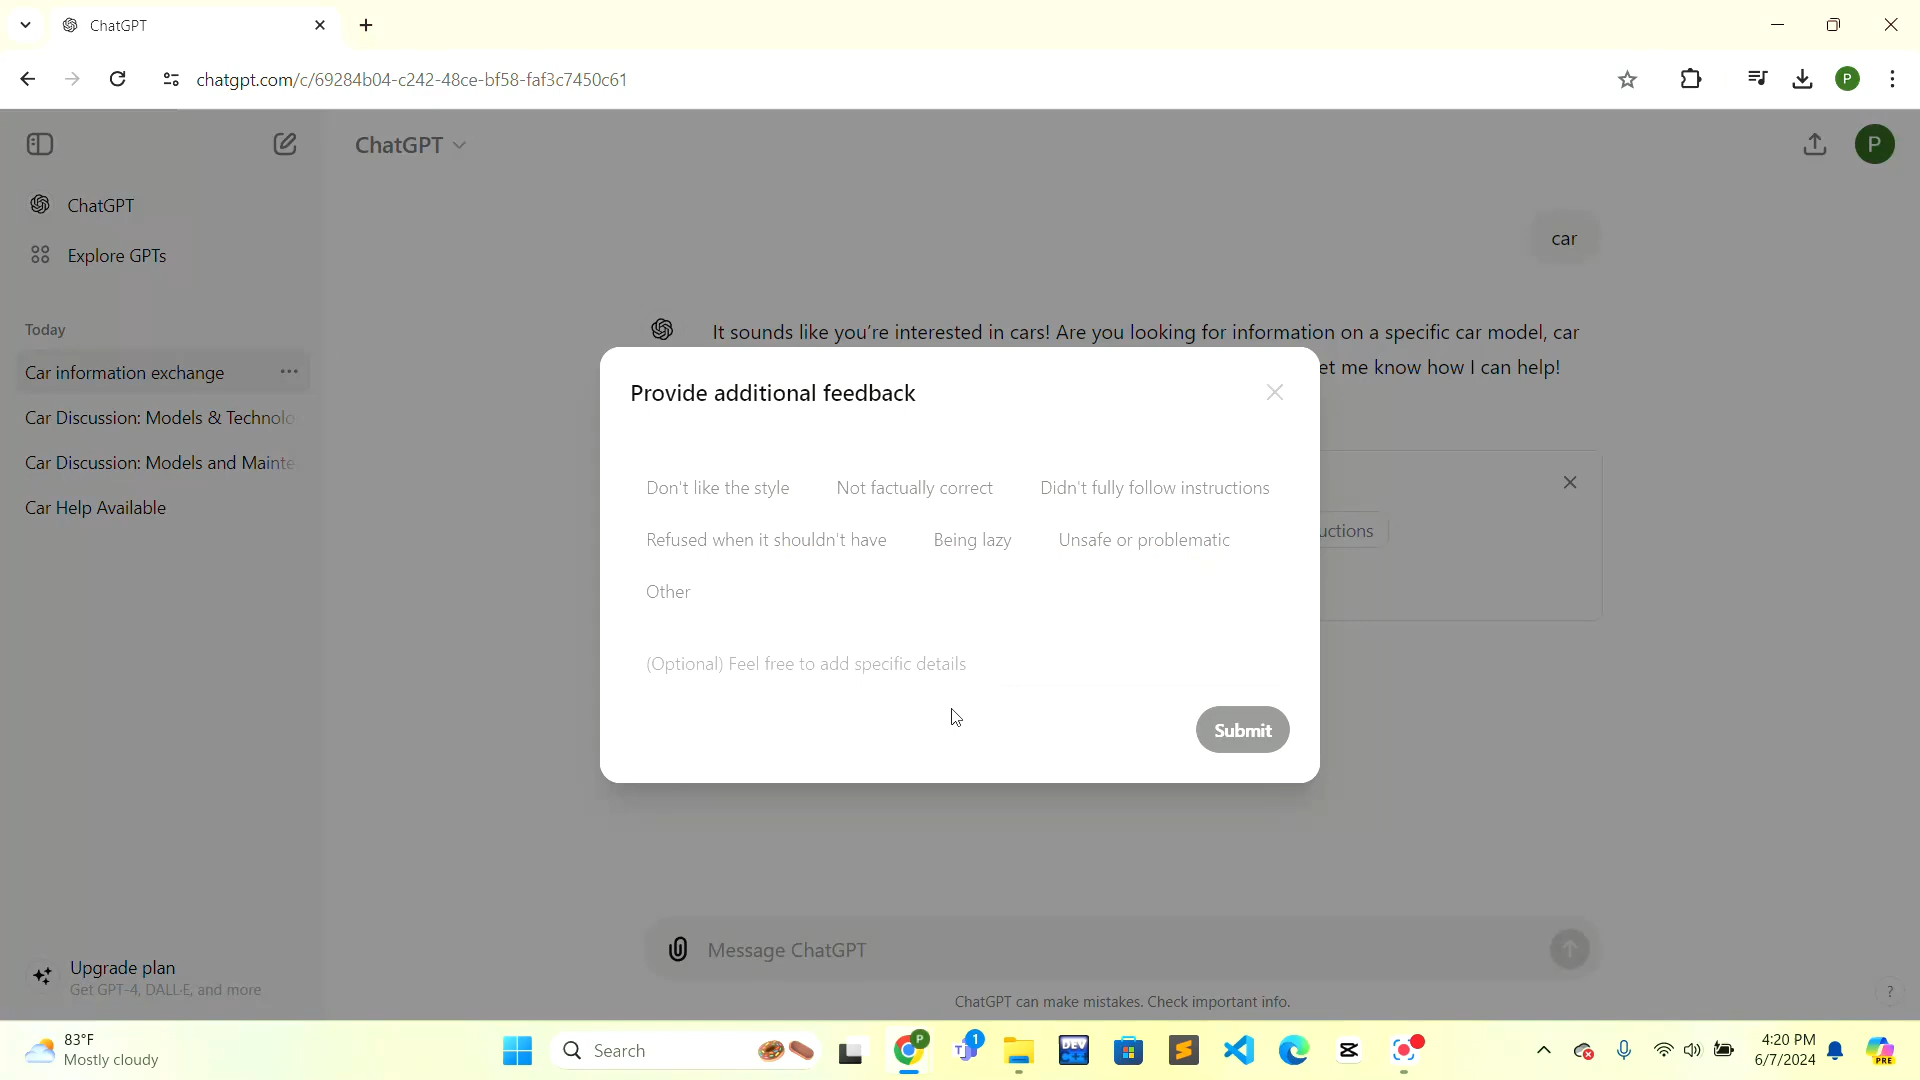 ChatGPT
chatgpt.com/c/69284b04-c242-48ce-bf58-faf3c7450c61
P
ChatGPT
P
ChatGPT
Explore GPTs
Today
Car information exchange
Car Discussion: Models & Technolo
Car Discussion: Models and Mainte
Car Help Available
Upgrade plan
Get GPT-4, DALL·E, and more
car
It sounds like you're interested in cars! Are you looking for information on a specific car model, car
et me know how I can help!
uctions
Provide additional feedback
Don't like the style
Not factually correct
Didn't fully follow instructions
Refused when it shouldn't have
Being lazy
Unsafe or problematic
Other
(Optional) Feel free to add specific details
Submit
Message ChatGPT
ChatGPT can make mistakes. Check important info.
?
83°F
Mostly cloudy
Search
P
1
DEV
4:20 PM
6/7/2024
PRE